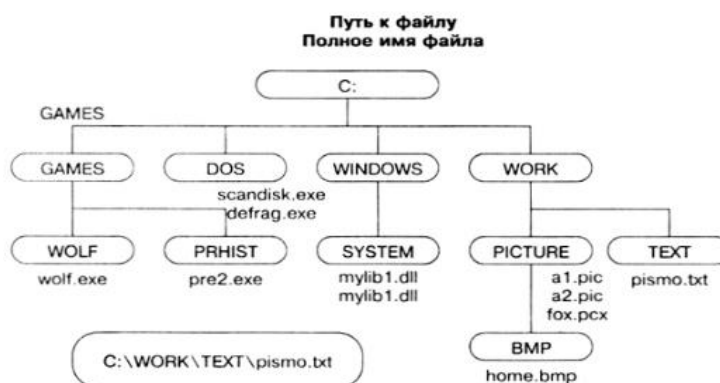 Путь к файлу
Полное имя файла
C:
GAMES
GAMES
DOS
WINDOWS
WORK
scandisk.exe
defrag.exe
WOLF
PRHIST
SYSTEM
PICTURE
TEXT
wolf.exe
pre2.exe
mylib1.dll
mylib1.dll
a1.pic
a2.pic
fox.pcx
pismo.txt
C:\WORK\TEXT\pismo.txt
BMP
home.bmp